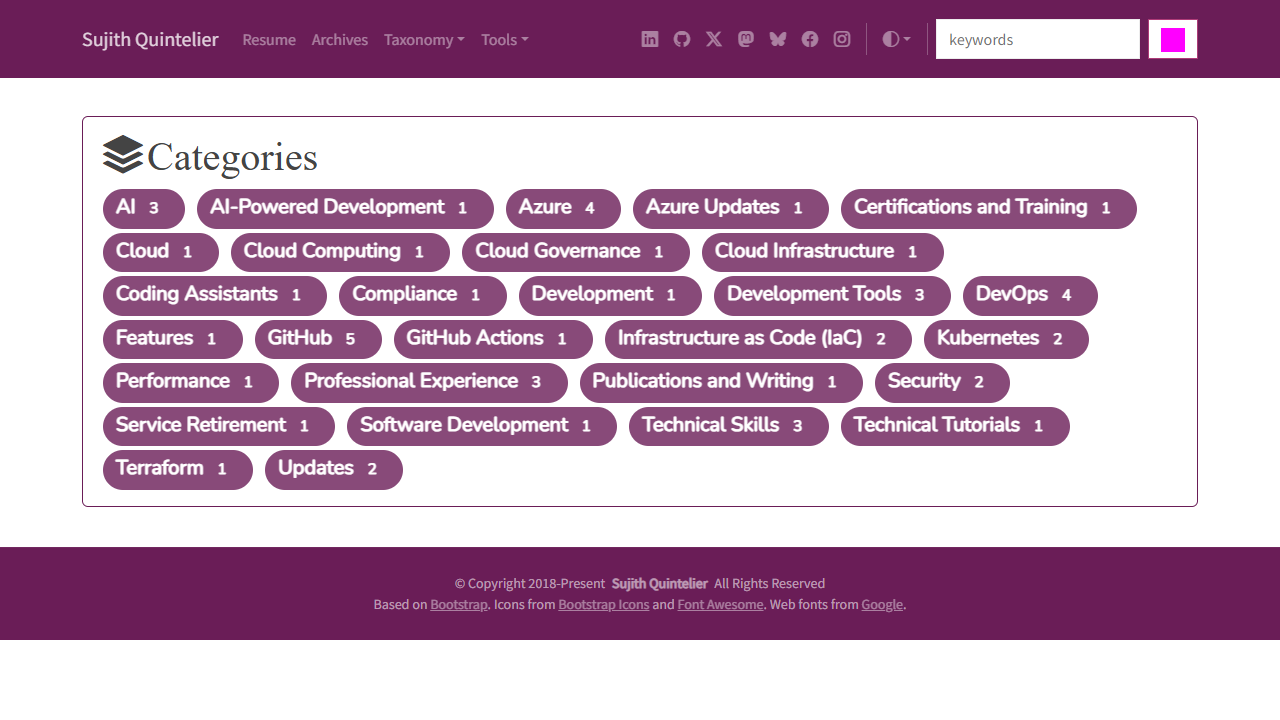 Sujith Quintelier Resume Archives Taxonomy Tools keywords
Categories
AI 3 AI-Powered Development 1 Azure 4 Azure Updates 1 Certifications and Training 1
Cloud 1 Cloud Computing 1 Cloud Governance 1 Cloud Infrastructure 1
Coding Assistants 1 Compliance 1 Development 1 Development Tools 3 DevOps 4
Features 1 GitHub 5 GitHub Actions 1 Infrastructure as Code (IaC) 2 Kubernetes 2
Performance 1 Professional Experience 3 Publications and Writing 1 Security 2
Service Retirement 1 Software Development 1 Technical Skills 3 Technical Tutorials 1
Terraform 1 Updates 2
© Copyright 2018-Present Sujith Quintelier All Rights Reserved
Based on Bootstrap. Icons from Bootstrap Icons and Font Awesome. Web fonts from Google.